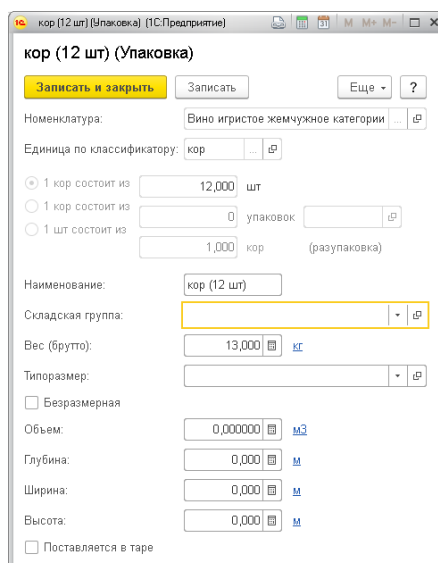 кор (12 шт) (Упаковка) (1С:Предприятие) M M+ M-
кор (12 шт) (Упаковка)
Записать и закрыть Записать Еще ?
Номенклатура: Вино игристое жемчужное категории ...
Единица по классификатору: кор ...
1 кор состоит из 12,000 шт
1 кор состоит из 0 упаковок
1 шт состоит из
1,000 кор (разупаковка)
Наименование: кор (12 шт)
Складская группа:
Вес (брутто): 13,000 кг
Типоразмер:
Безразмерная
Объем: 0,000000 м3
Глубина: 0,000 м
Ширина: 0,000 м
Высота: 0,000 м
Поставляется в таре